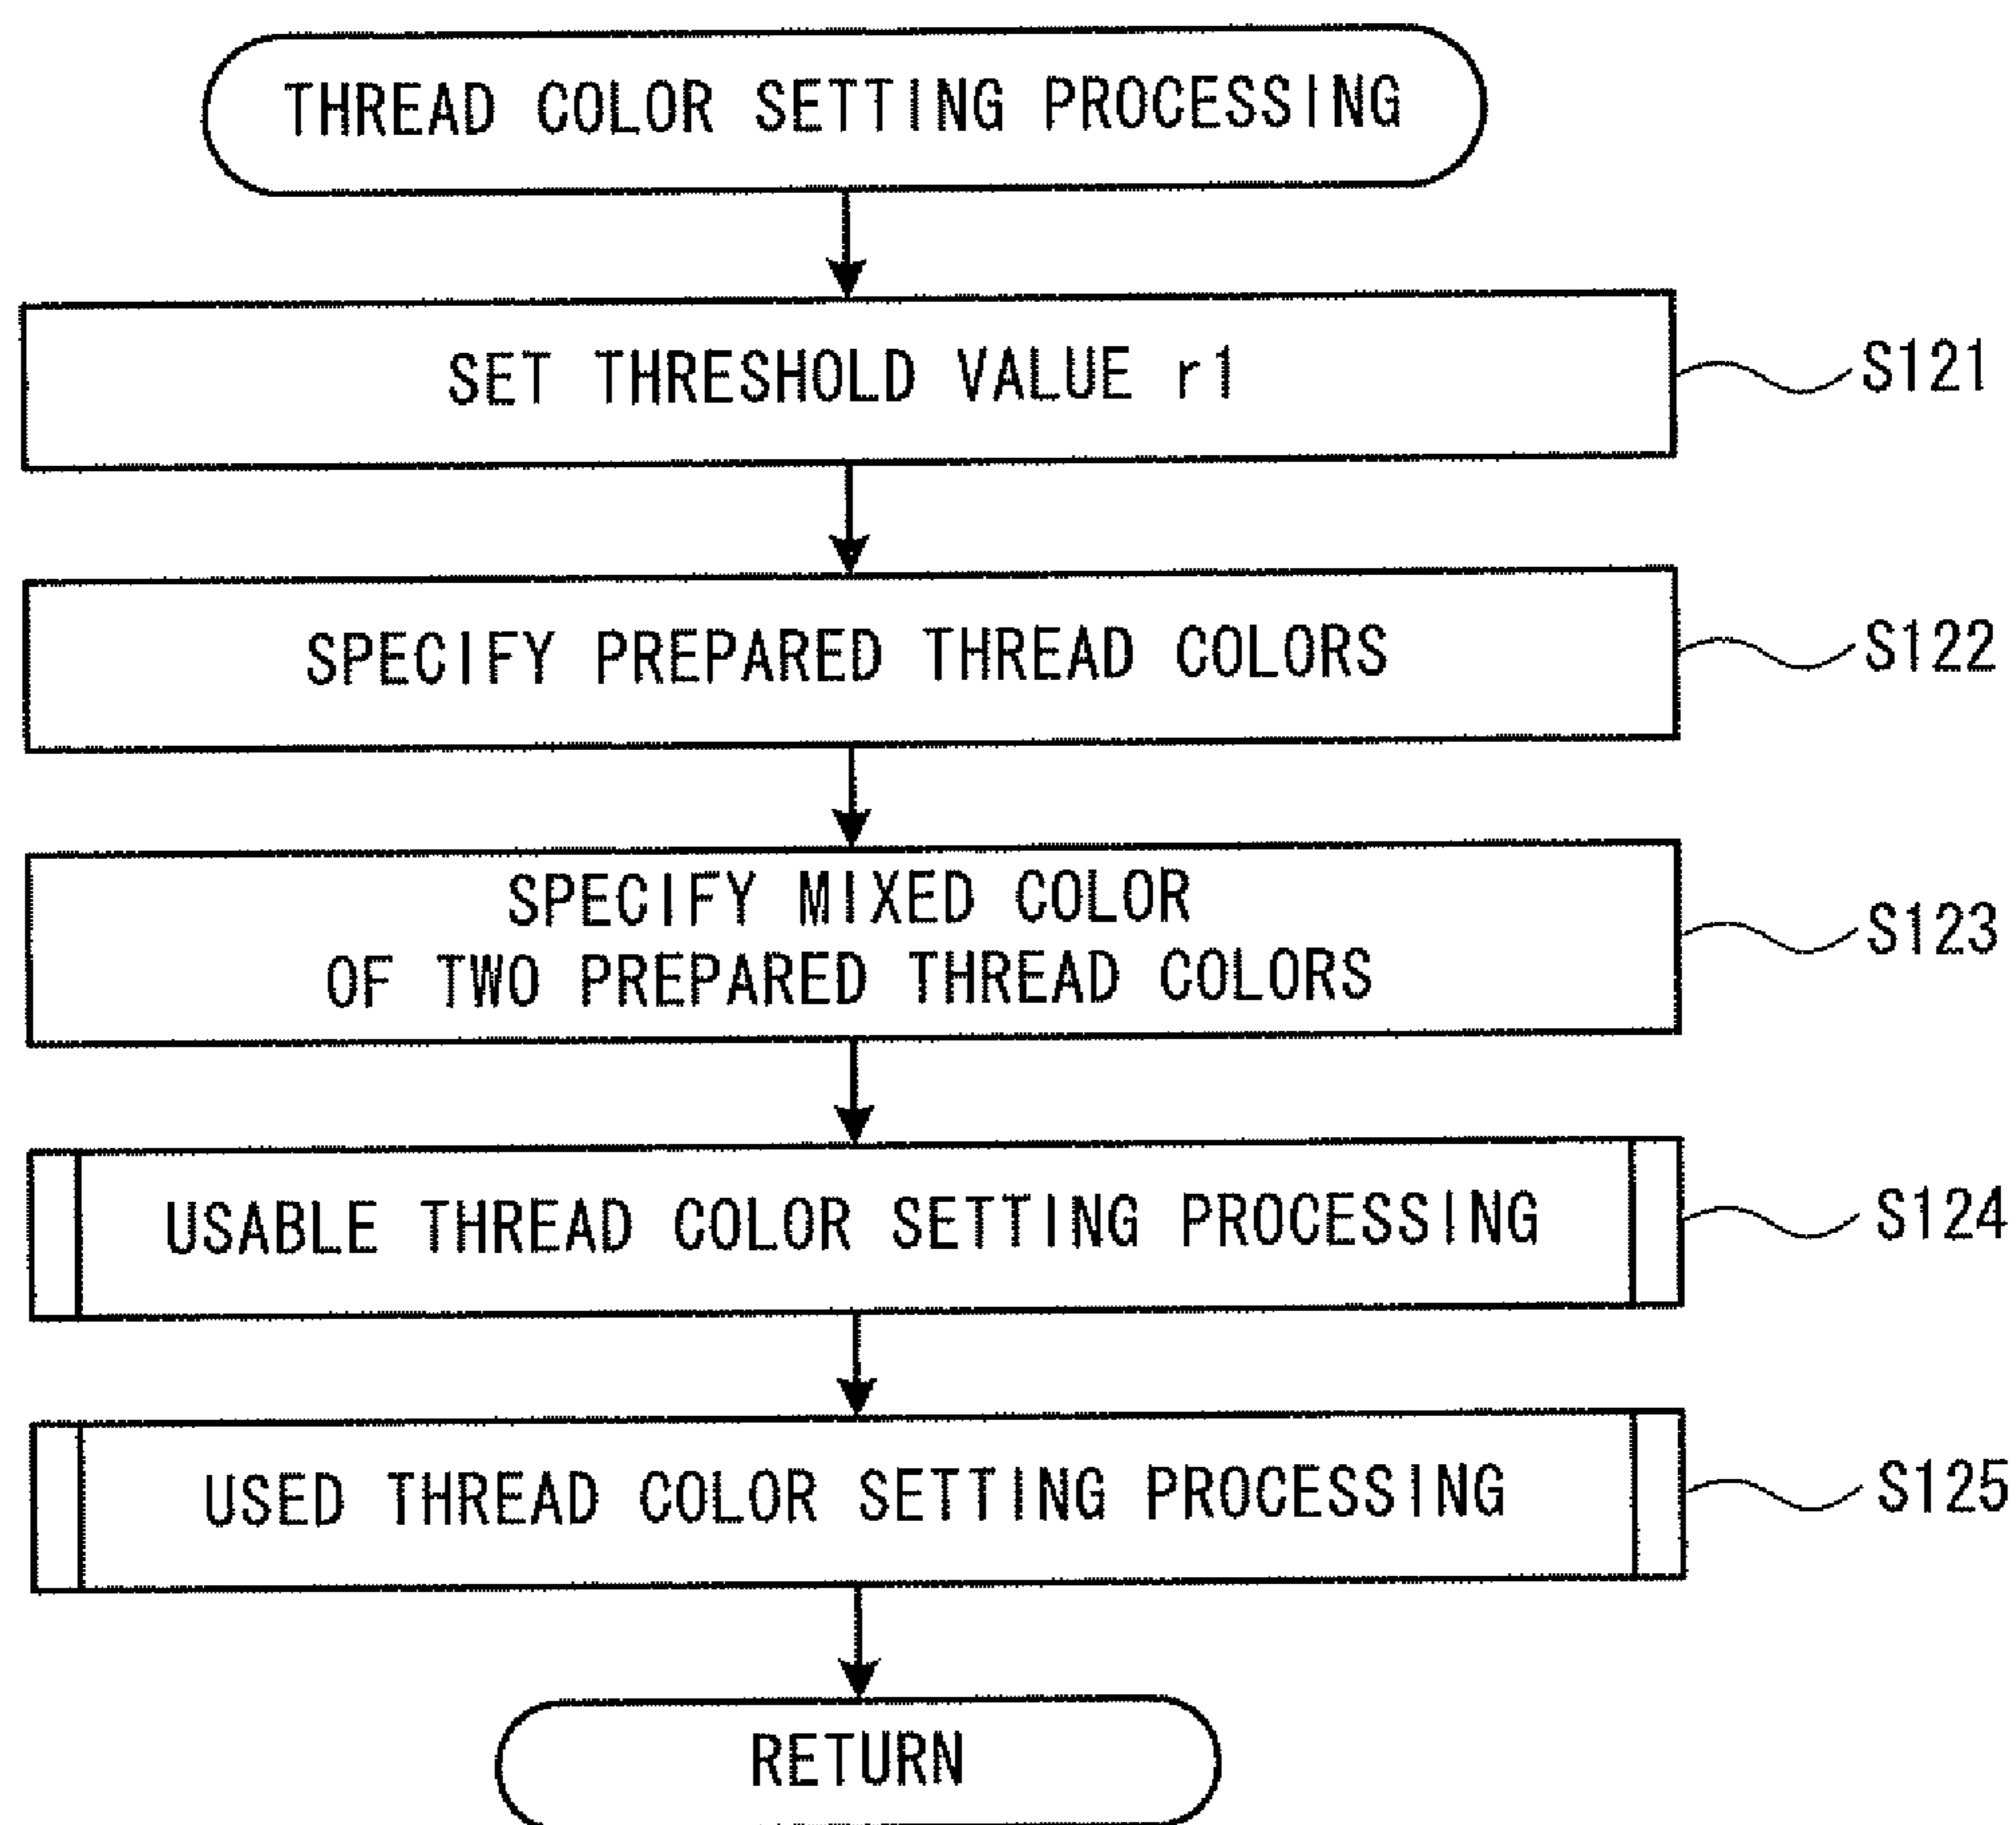 THREAD COLOR SETTING PROCESSING
SET THRESHOLD VALUE r1
S121
SPECIFY PREPARED THREAD COLORS
S122
SPECIFY MIXED COLOR
OF TWO PREPARED THREAD COLORS
S123
USABLE THREAD COLOR SETTING PROCESSING
S124
USED THREAD COLOR SETTING PROCESSING
S125
RETURN